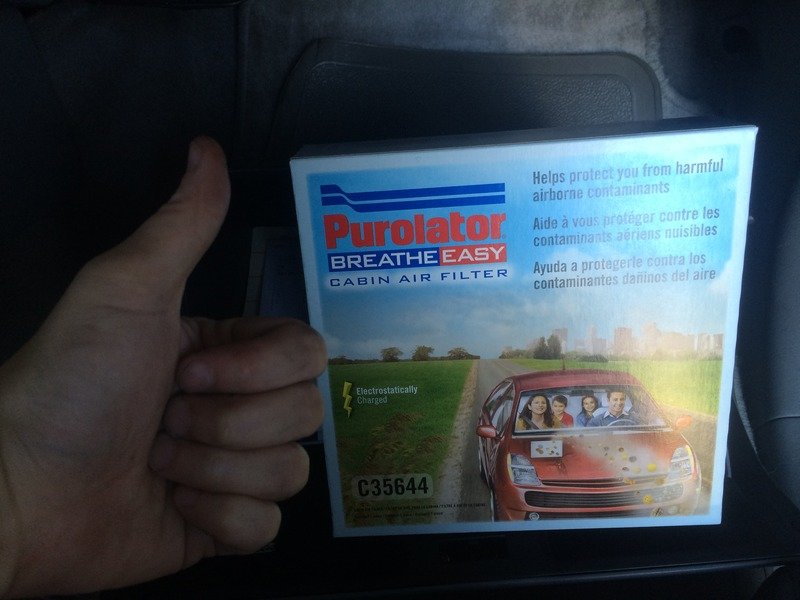 Purolator
BREATHE EASY
CABIN AIR FILTER
Helps protect you from harmful
airborne contaminants
Aide à vous protéger contre les
contaminants aériens nuisibles
Ayuda a protegerle contra los
contaminantes dañinos del aire
Electrostatically
Charged
C35644